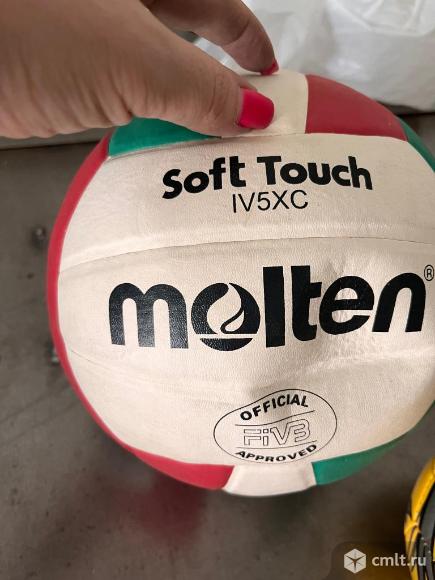 Soft Touch
IV5XC
molten®
OFFICIAL
FIVB
APPROVED
cmlt.ru